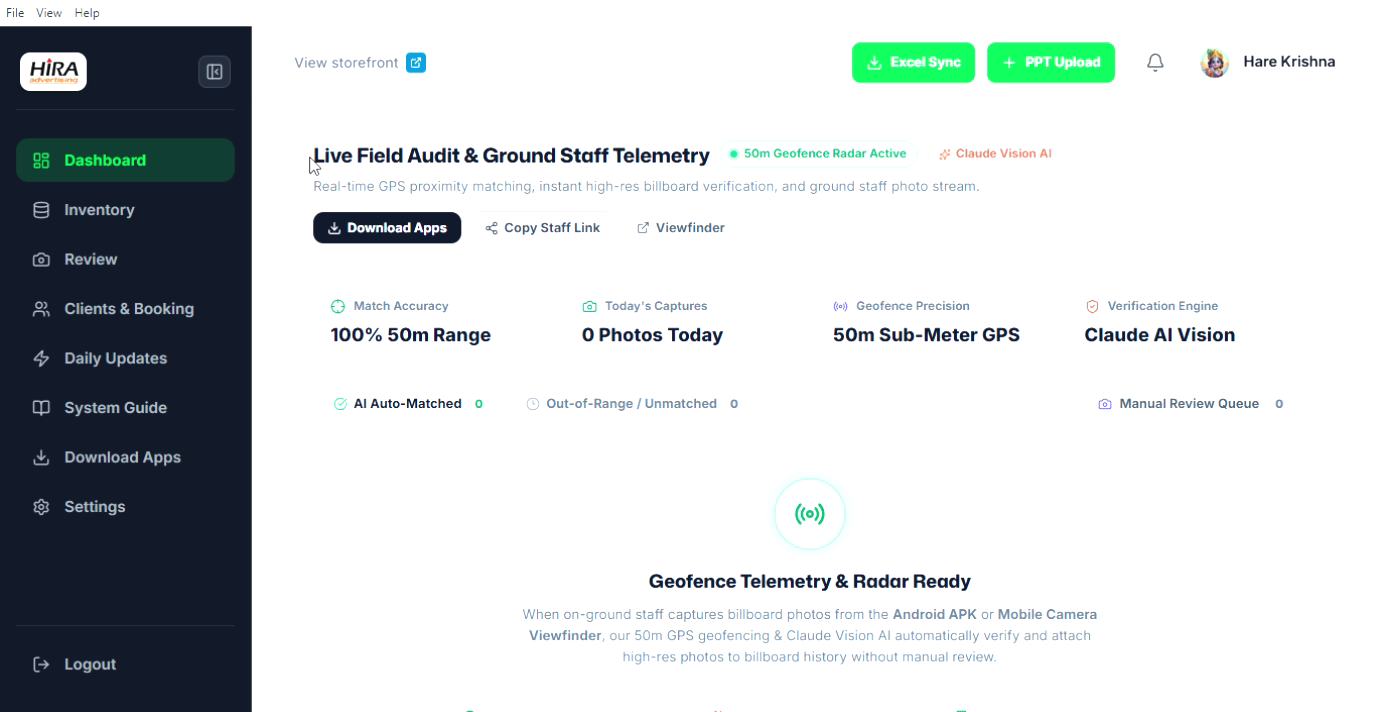 File View Help
HiRA
advertising
View storefront
Excel Sync
PPT Upload
Hare Krishna
Dashboard
Inventory
Review
Clients & Booking
Daily Updates
System Guide
Download Apps
Settings
Logout
Live Field Audit & Ground Staff Telemetry
50m Geofence Radar Active
Claude Vision AI
Real-time GPS proximity matching, instant high-res billboard verification, and ground staff photo stream.
Download Apps
Copy Staff Link
Viewfinder
Match Accuracy
100% 50m Range
Today's Captures
0 Photos Today
Geofence Precision
50m Sub-Meter GPS
Verification Engine
Claude AI Vision
AI Auto-Matched 0
Out-of-Range / Unmatched 0
Manual Review Queue 0
Geofence Telemetry & Radar Ready
When on-ground staff captures billboard photos from the Android APK or Mobile Camera
Viewfinder, our 50m GPS geofencing & Claude Vision AI automatically verify and attach
high-res photos to billboard history without manual review.